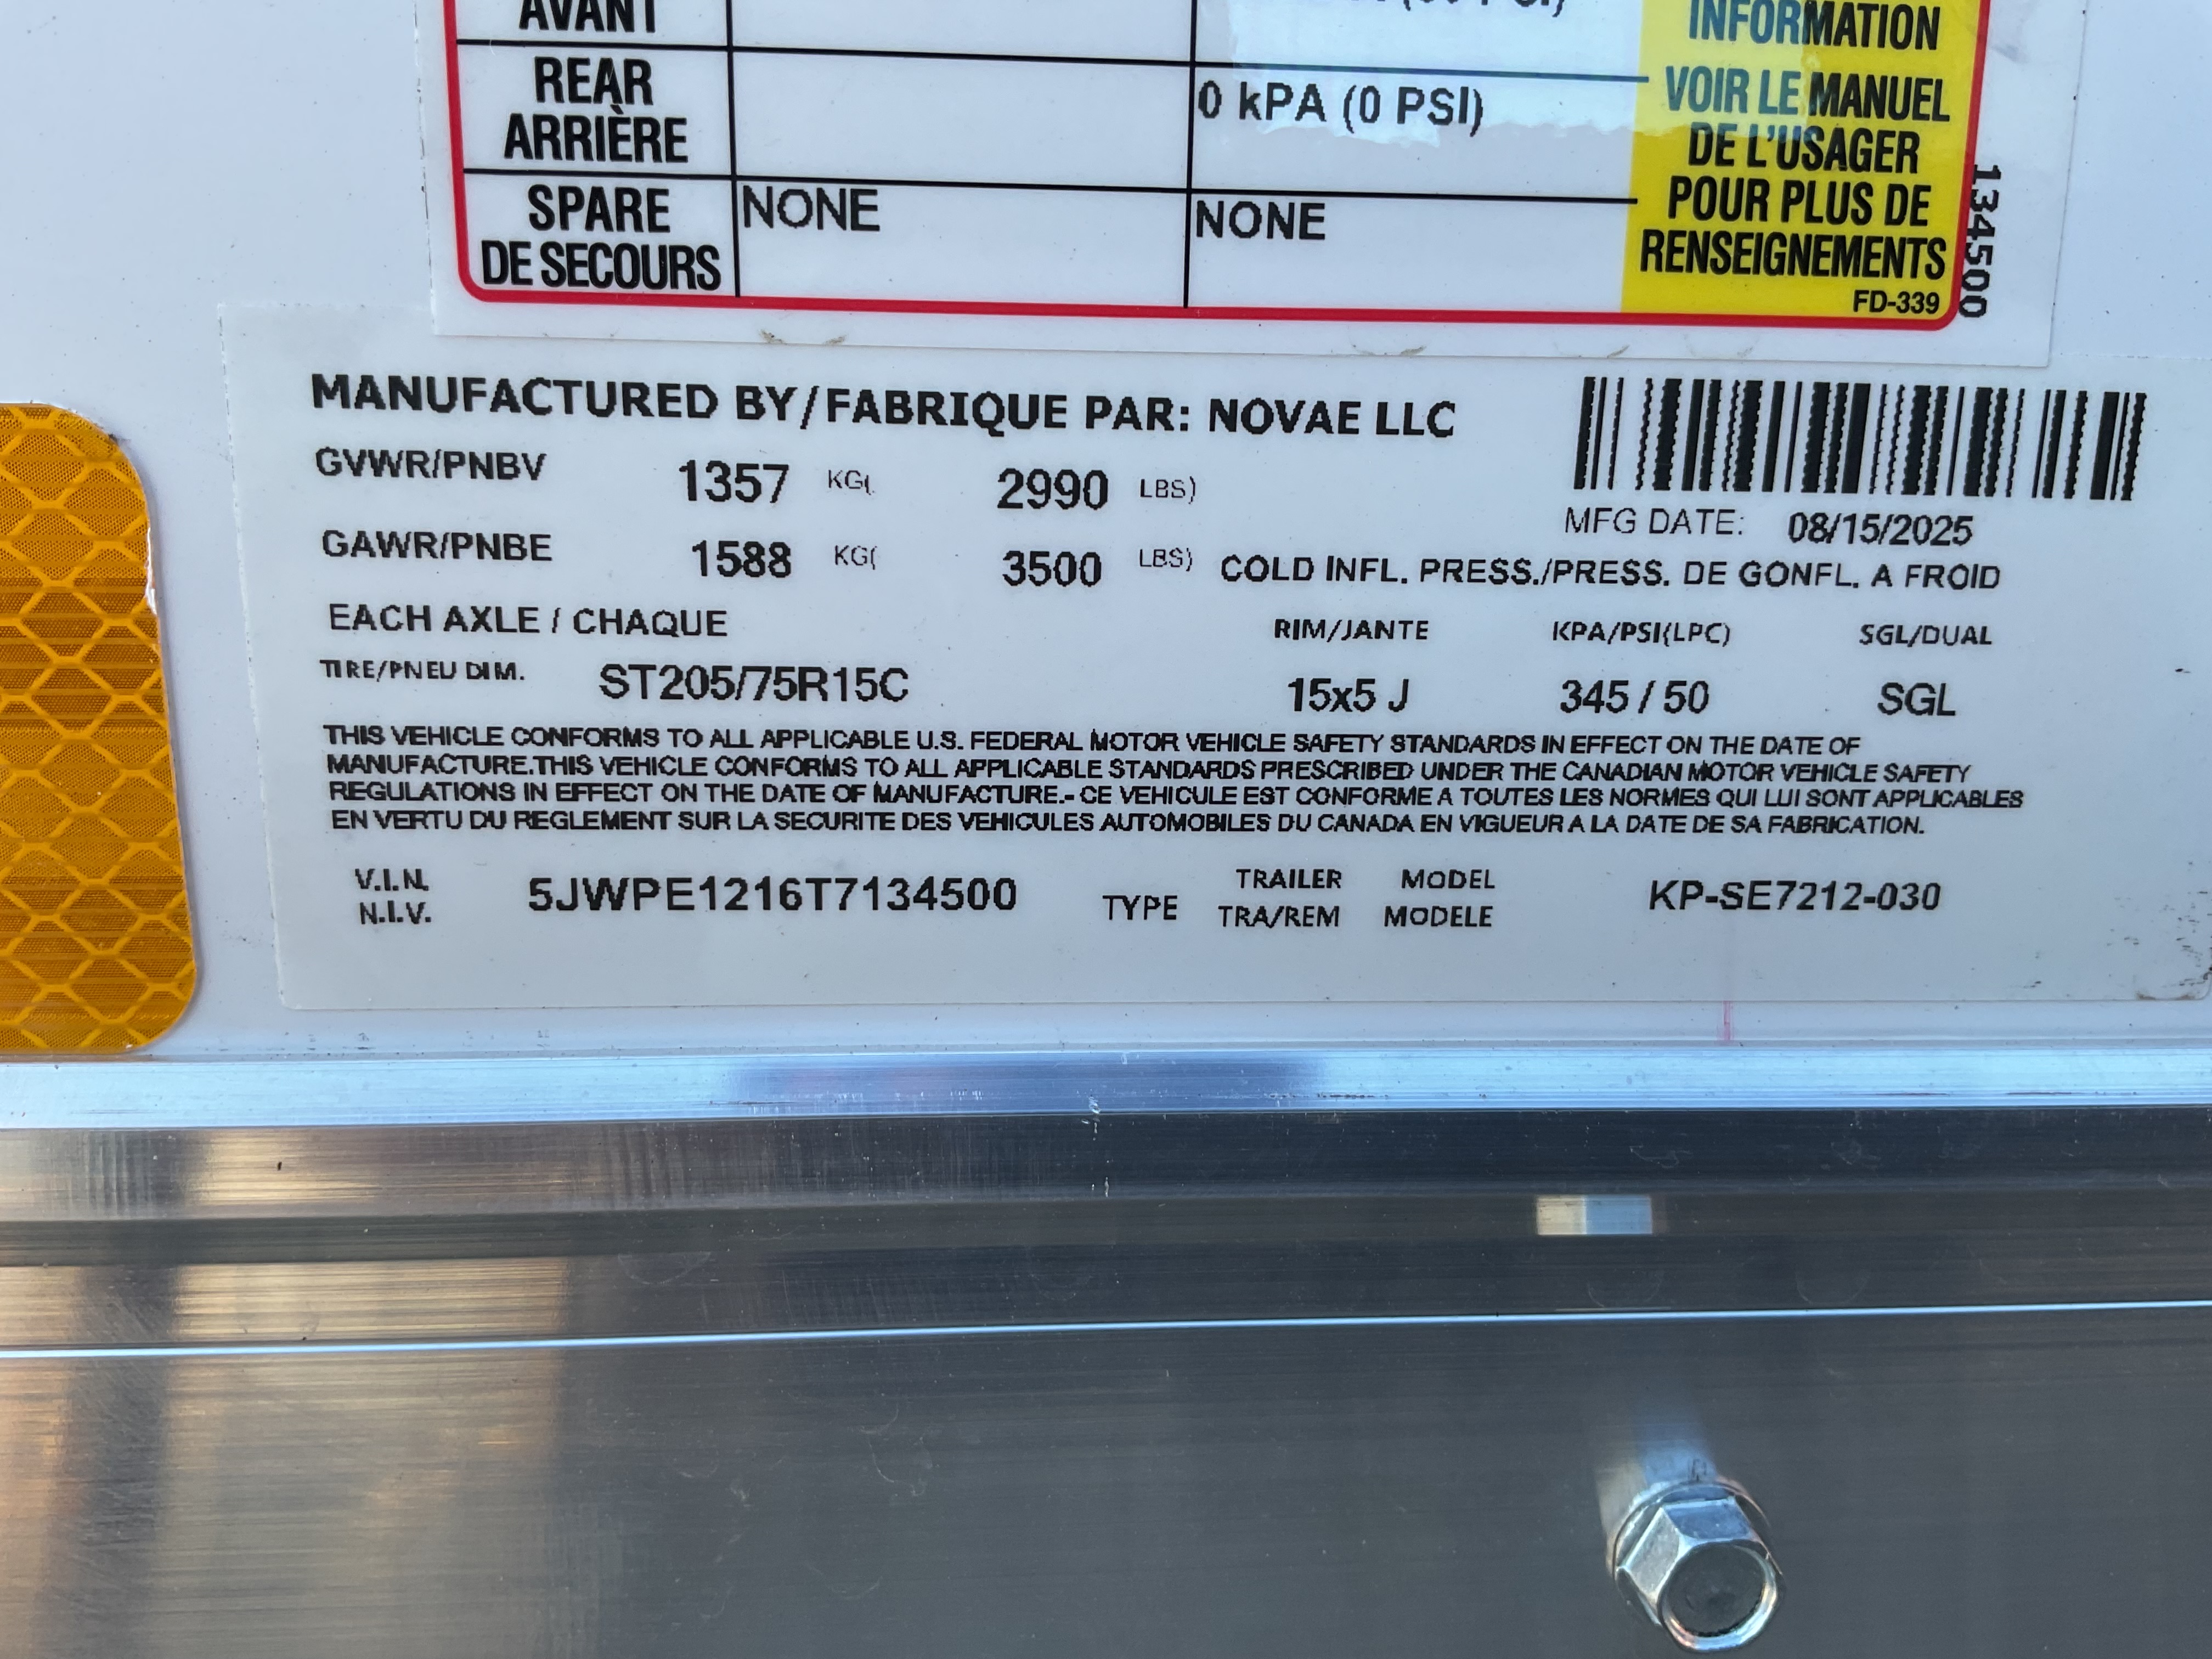 AVANT
INFORMATION
REAR
ARRIÈRE
0 kPA (0 PSI)
VOIR LE MANUEL
DE L'USAGER
POUR PLUS DE
RENSEIGNEMENTS
SPARE
DE SECOURS
NONE
NONE
FD-339
134500
MANUFACTURED BY/FABRIQUE PAR: NOVAE LLC
GVWR/PNBV 1357 KG( 2990 LBS)
MFG DATE: 08/15/2025
GAWR/PNBE 1588 KG( 3500 LBS) COLD INFL. PRESS./PRESS. DE GONFL. A FROID
EACH AXLE / CHAQUE RIM/JANTE KPA/PSI(LPC) SGL/DUAL
TIRE/PNEU DIM. ST205/75R15C 15x5 J 345 / 50 SGL
THIS VEHICLE CONFORMS TO ALL APPLICABLE U.S. FEDERAL MOTOR VEHICLE SAFETY STANDARDS IN EFFECT ON THE DATE OF
MANUFACTURE.THIS VEHICLE CONFORMS TO ALL APPLICABLE STANDARDS PRESCRIBED UNDER THE CANADIAN MOTOR VEHICLE SAFETY
REGULATIONS IN EFFECT ON THE DATE OF MANUFACTURE.- CE VEHICULE EST CONFORME A TOUTES LES NORMES QUI LUI SONT APPLICABLES
EN VERTU DU REGLEMENT SUR LA SECURITE DES VEHICULES AUTOMOBILES DU CANADA EN VIGUEUR A LA DATE DE SA FABRICATION.
V.I.N.
N.I.V.
5JWPE1216T7134500
TYPE
TRAILER
TRA/REM
MODEL
MODELE
KP-SE7212-030